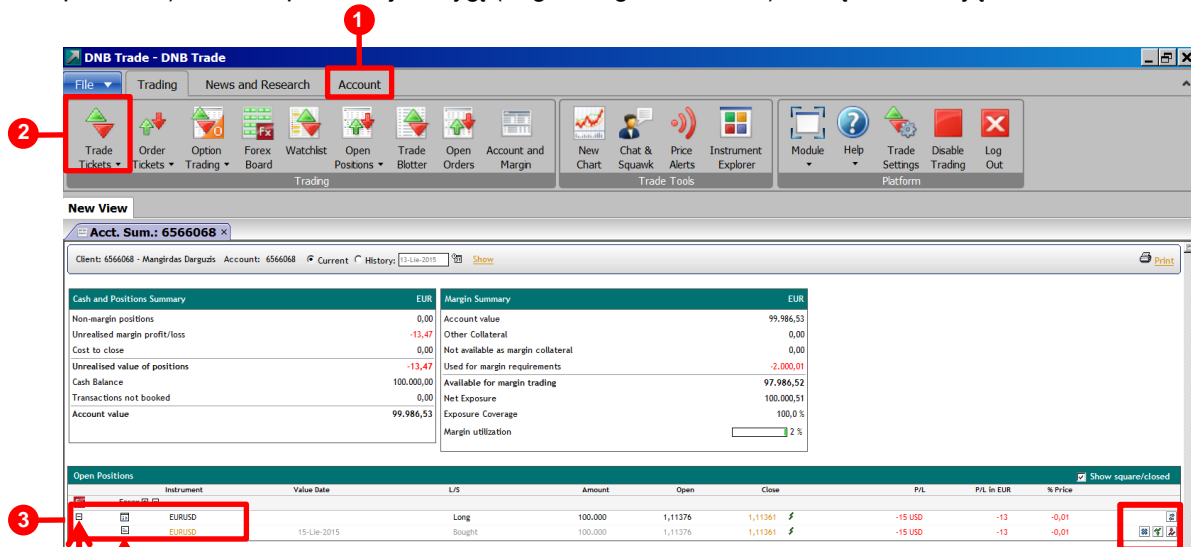 1
DNB Trade - DNB Trade
File Trading News and Research Account
2
Trade Tickets Order Tickets Option Trading Forex Board Watchlist Open Positions Trade Blotter Open Orders Account and Margin New Chart Chat & Squawk Price Alerts Instrument Explorer Module Help Trade Settings Disable Trading Log Out
Trading Trade Tools Platform
New View
Acct. Sum.: 6566068 ×
Client: 6566068 - Mangirdas Darguzis Account: 6566068 Current History: 13-Lie-2015 Show Print
Cash and Positions Summary EUR
Non-margin positions 0,00
Unrealised margin profit/loss -13,47
Cost to close 0,00
Unrealised value of positions -13,47
Cash Balance 100.000,00
Transactions not booked 0,00
Account value 99.986,53
Margin Summary EUR
Account value 99.986,53
Other Collateral 0,00
Not available as margin collateral 0,00
Used for margin requirements -2.000,01
Available for margin trading 97.986,52
Net Exposure 100.000,51
Exposure Coverage 100,0 %
Margin utilization 2 %
Open Positions Show square/closed
Instrument Value Date L/S Amount Open Close P/L P/L in EUR % Price
3
EURUSD Long 100.000 1,11376 1,11361 -15 USD -13 -0,01
EURUSD 15-Lie-2015 Bought 100.000 1,11376 1,11361 -15 USD -13 -0,01